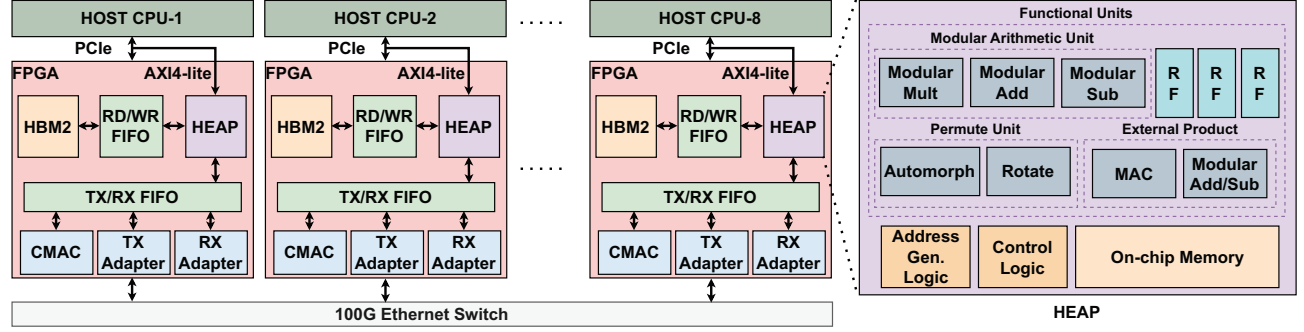 HOST CPU-1
PCIe
FPGA
AXI4-lite
HBM2
RD/WR
FIFO
HEAP
TX/RX FIFO
CMAC
TX
Adapter
RX
Adapter
HOST CPU-2
PCIe
FPGA
AXI4-lite
HBM2
RD/WR
FIFO
HEAP
TX/RX FIFO
CMAC
TX
Adapter
RX
Adapter
. . . . .
. . . . .
HOST CPU-8
PCIe
FPGA
AXI4-lite
HBM2
RD/WR
FIFO
HEAP
TX/RX FIFO
CMAC
TX
Adapter
RX
Adapter
100G Ethernet Switch
Functional Units
Modular Arithmetic Unit
Modular
Mult
Modular
Add
Modular
Sub
R
F
R
F
R
F
Permute Unit
Automorph
Rotate
External Product
MAC
Modular
Add/Sub
Address
Gen.
Logic
Control
Logic
On-chip Memory
HEAP